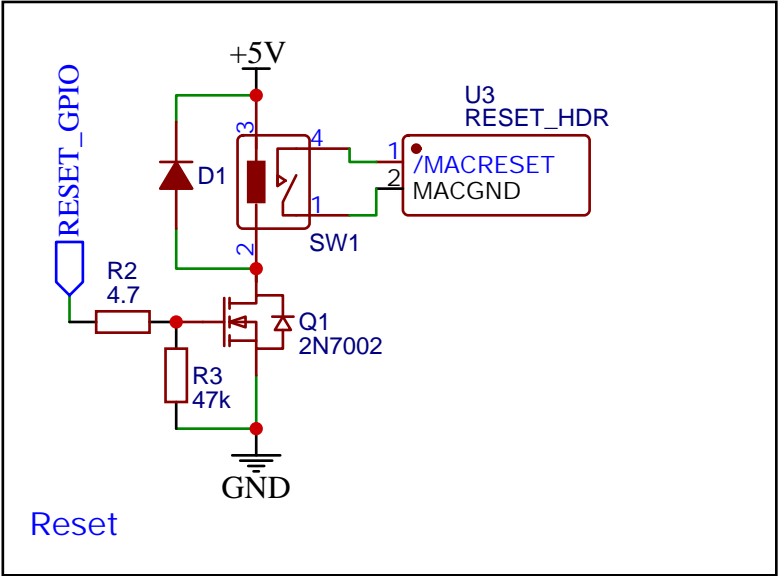 +5V
RESET_GPIO
U3
RESET_HDR
3
4
1
/MACRESET
D1
2
MACGND
1
SW1
2
R2
4.7
Q1
2N7002
R3
47k
GND
Reset